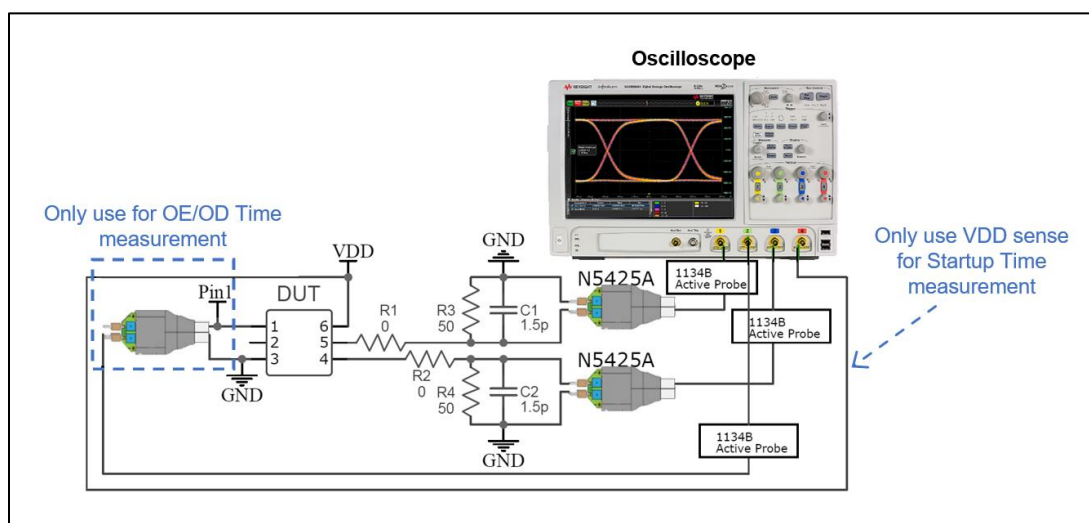 Oscilloscope
KEYSIGHT
Only use for OE/OD Time
measurement
VDD
GND
Only use VDD sense
for Startup Time
measurement
N5425A
1134B
Active Probe
Pin1
DUT
R1
0
R3
50
C1
1.5p
1 6
2 5
3 4
1134B
Active Probe
N5425A
GND
R2
0
R4
50
C2
1.5p
1134B
Active Probe
GND